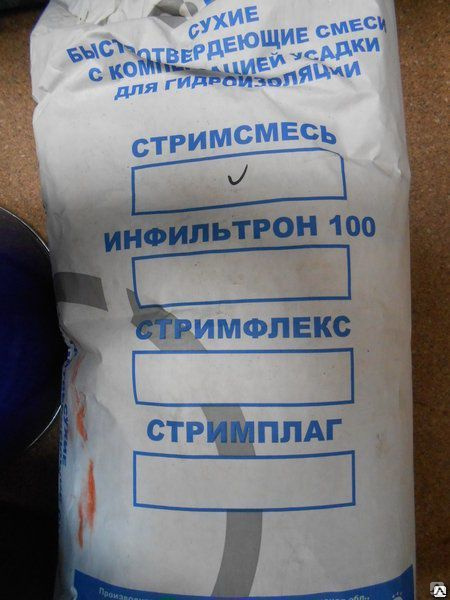 СУХИЕ
БЫСТРОТВЕРДЕЮЩИЕ СМЕСИ
С КОМПЕНСАЦИЕЙ УСАДКИ
ДЛЯ ГИДРОИЗОЛЯЦИИ
СТРИМСМЕСЬ
ИНФИЛЬТРОН 100
СТРИМФЛЕКС
СТРИМПЛАГ